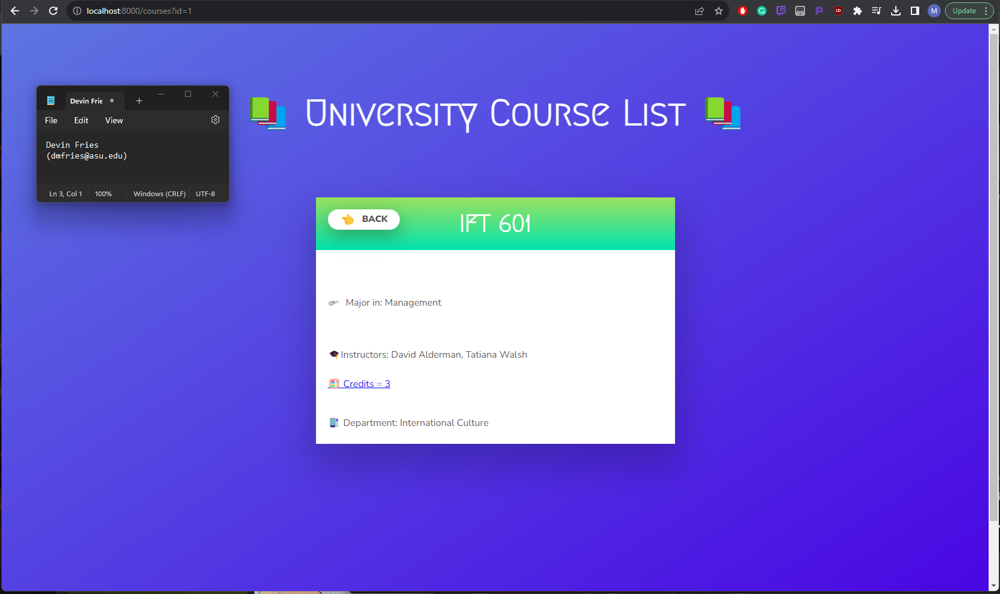 localhost:8000/courses?id=1
M
Update
Devin Frie
File Edit View
Devin Fries
(dmfries@asu.edu)
Ln 3, Col 1 100% Windows (CRLF) UTF-8
University Course List
BACK
IFT 601
Major in: Management
Instructors: David Alderman, Tatiana Walsh
Credits = 3
Department: International Culture